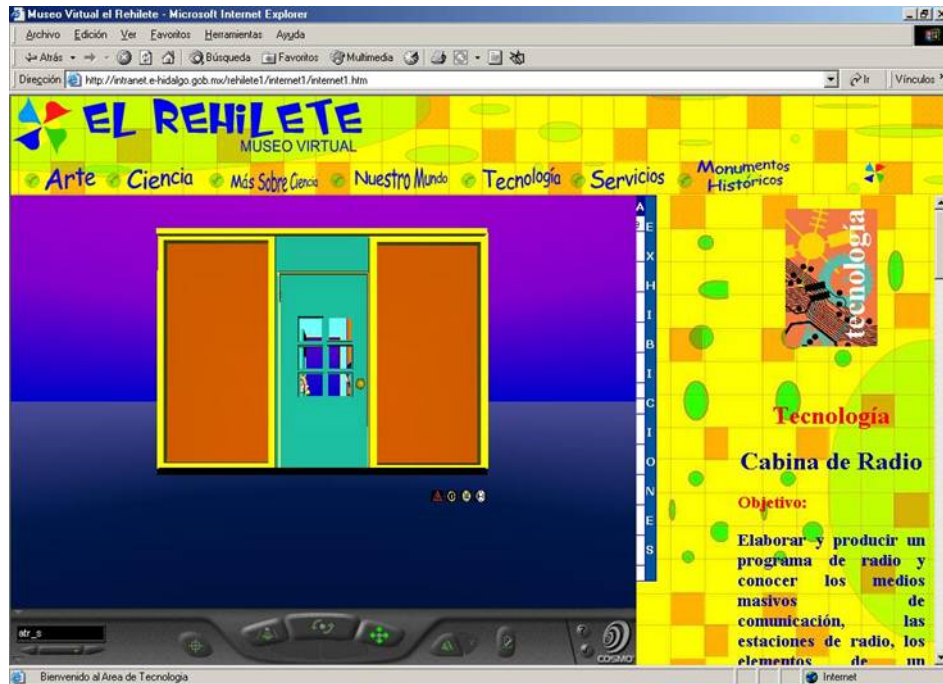 Museo Virtual el Rehilete - Microsoft Internet Explorer
Archivo Edición Ver Favoritos Herramientas Ayuda
Atrás Búsqueda Favoritos Multimedia
Dirección http://intranet.e-hidalgo.gob.mx/rehilete1/internet1/internet1.htm Ir Vínculos
EL REHiLETE
MUSEO VIRTUAL
Arte Ciencia Más Sobre Ciencia Nuestro Mundo Tecnología Servicios Monumentos
Históricos
EXHIBICIONES
tecnología
Tecnología
Cabina de Radio
Objetivo:
Elaborar y producir un
programa de radio y
conocer los medios
masivos de
comunicación, las
estaciones de radio, los
elementos de un
atr_s
COSMO
Bienvenido al Area de Tecnologia Internet